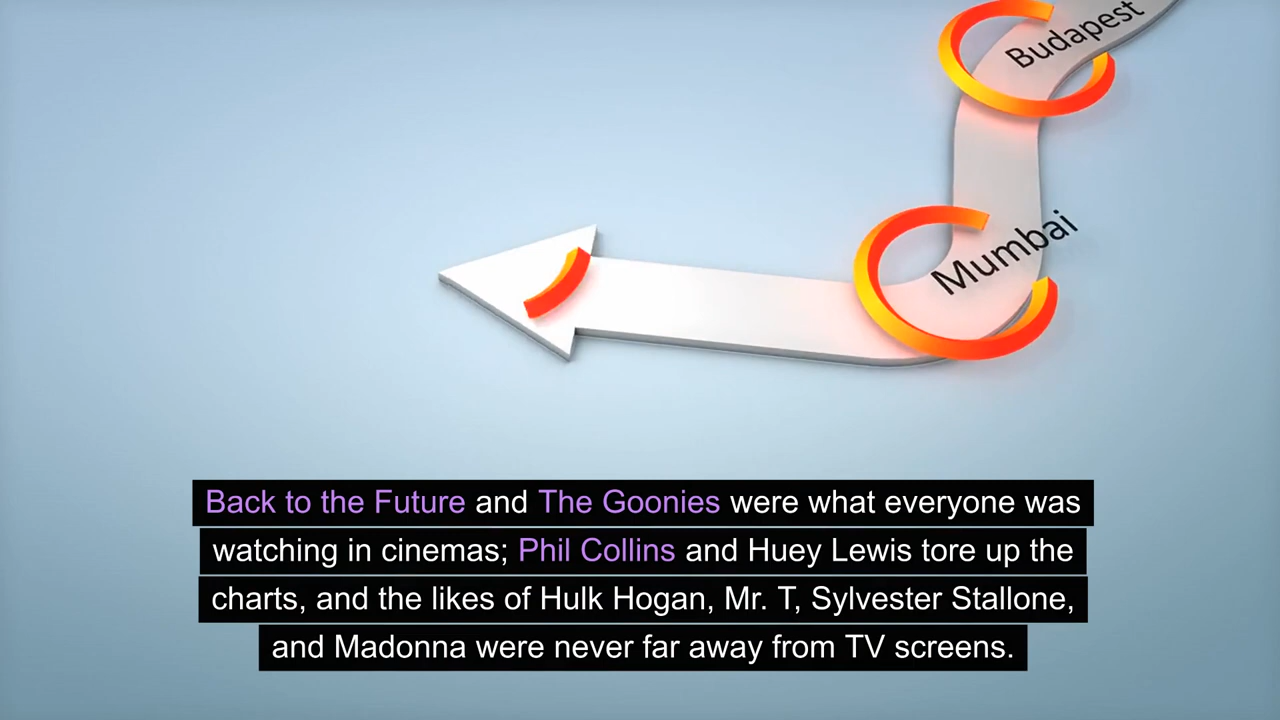 Budapest
Mumbai
Back to the Future and The Goonies were what everyone was
watching in cinemas; Phil Collins and Huey Lewis tore up the
charts, and the likes of Hulk Hogan, Mr. T, Sylvester Stallone,
and Madonna were never far away from TV screens.